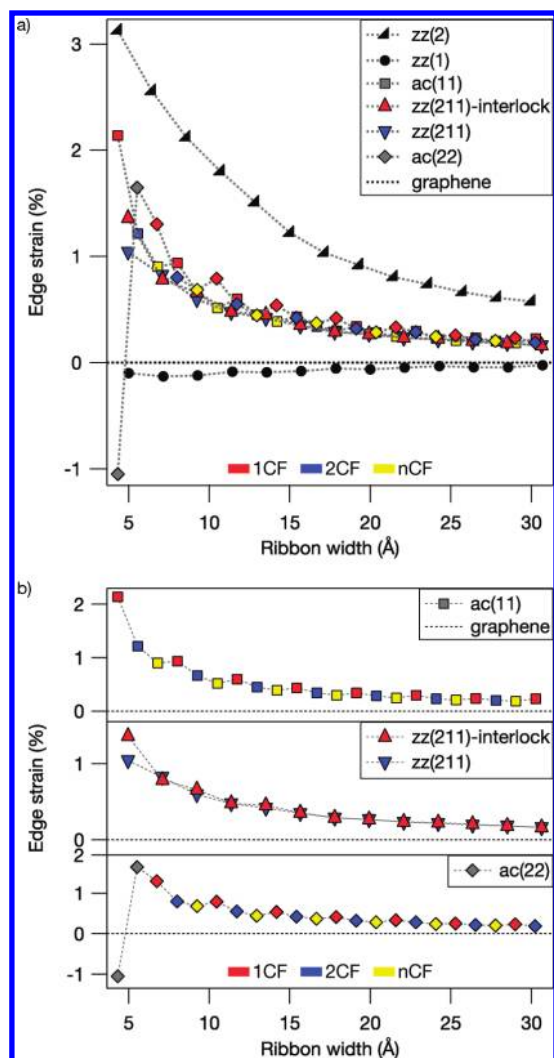 a)
zz(2)
zz(1)
ac(11)
zz(211)-interlock
zz(211)
ac(22)
graphene
3
2
1
0
-1
Edge strain (%)
1CF 2CF nCF
5 10 15 20 25 30
Ribbon width (Å)
b)
ac(11)
graphene
2
1
0
zz(211)-interlock
zz(211)
1
0
Edge strain (%)
ac(22)
2
1
0
-1
1CF 2CF nCF
5 10 15 20 25 30
Ribbon width (Å)